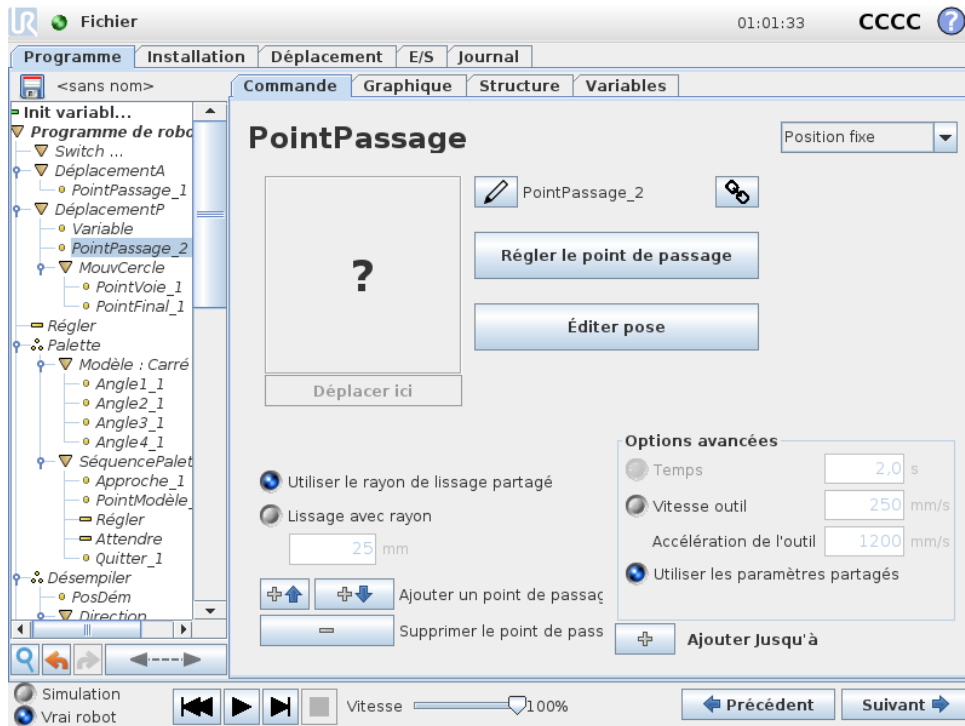 UR Fichier 01:01:33 CCCC ?
Programme Installation Déplacement E/S Journal
<sans nom> Commande Graphique Structure Variables
Init variabl...
Programme de robo
Switch ...
DéplacementA
PointPassage_1
DéplacementP
Variable
PointPassage_2
MouvCercle
PointVoie_1
PointFinal_1
Régler
Palette
Modèle : Carré
Angle1_1
Angle2_1
Angle3_1
Angle4_1
SéquencePalet
Approche_1
PointModèle_
Régler
Attendre
Quitter_1
Désempiler
PosDém
Direction
PointPassage
Position fixe
?
PointPassage_2
Régler le point de passage
Éditer pose
Déplacer ici
Utiliser le rayon de lissage partagé
Lissage avec rayon
25 mm
Ajouter un point de passag
Supprimer le point de pass
Options avancées
Temps 2,0 s
Vitesse outil 250 mm/s
Accélération de l'outil 1200 mm/s
Utiliser les paramètres partagés
Ajouter Jusqu'à
Simulation
Vrai robot
Vitesse 100%
Précédent Suivant